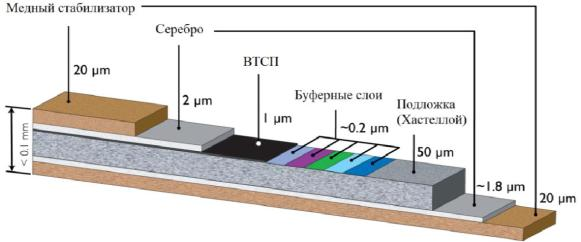 Медный стабилизатор
Серебро
ВТСП
20 µm
2 µm
1 µm
Буферные слои
~0.2 µm
Подложка
(Хастеллой)
50 µm
< 0.1 mm
~1.8 µm
20 µm